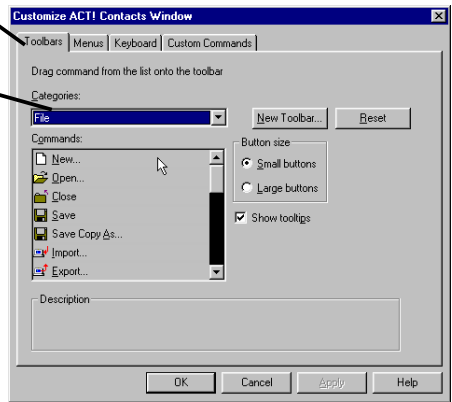 Customize ACT! Contacts Window
Toolbars Menus Keyboard Custom Commands
Drag command from the list onto the toolbar
Categories:
File
New Toolbar...
Reset
Commands:
New...
Open...
Close
Save
Save Copy As...
Import...
Export...
Button size
Small buttons
Large buttons
Show tooltips
Description
OK
Cancel
Apply
Help